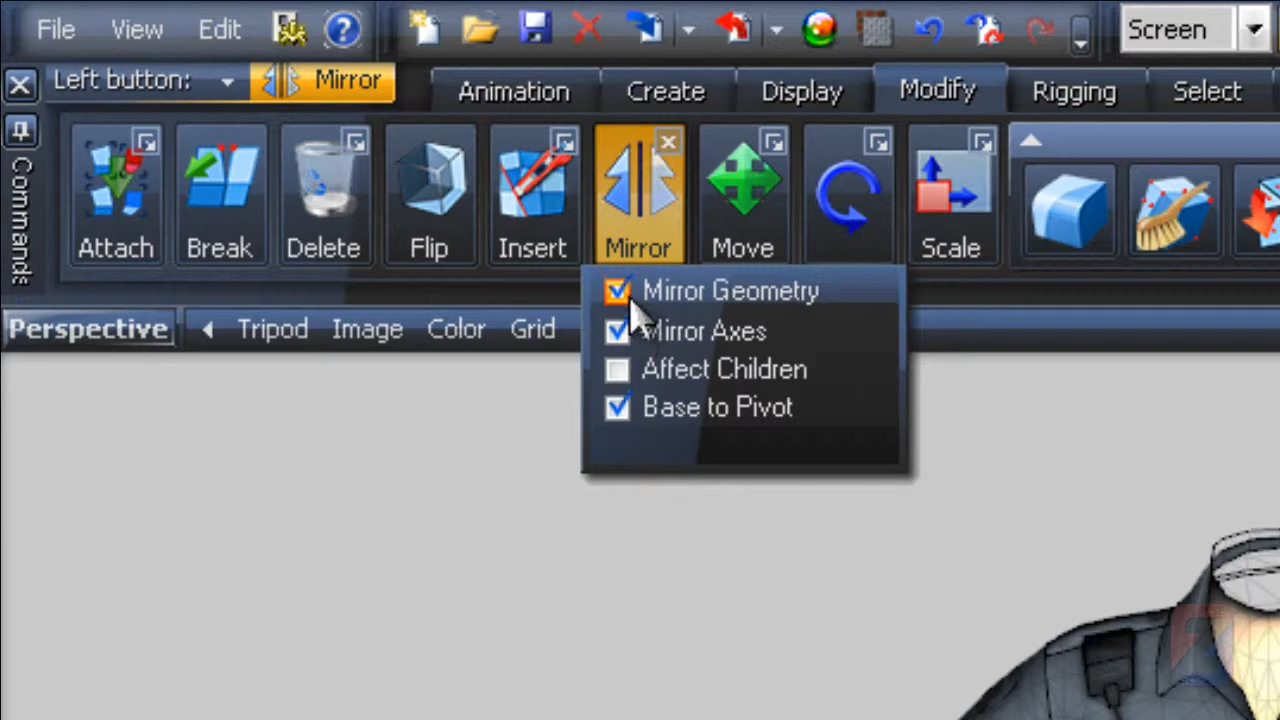 File View Edit Screen
Left button: Mirror Animation Create Display Modify Rigging Select
Commands
Attach Break Delete Flip Insert Mirror Move Scale
Mirror Geometry
Perspective Tripod Image Color Grid
Mirror Axes
Affect Children
Base to Pivot